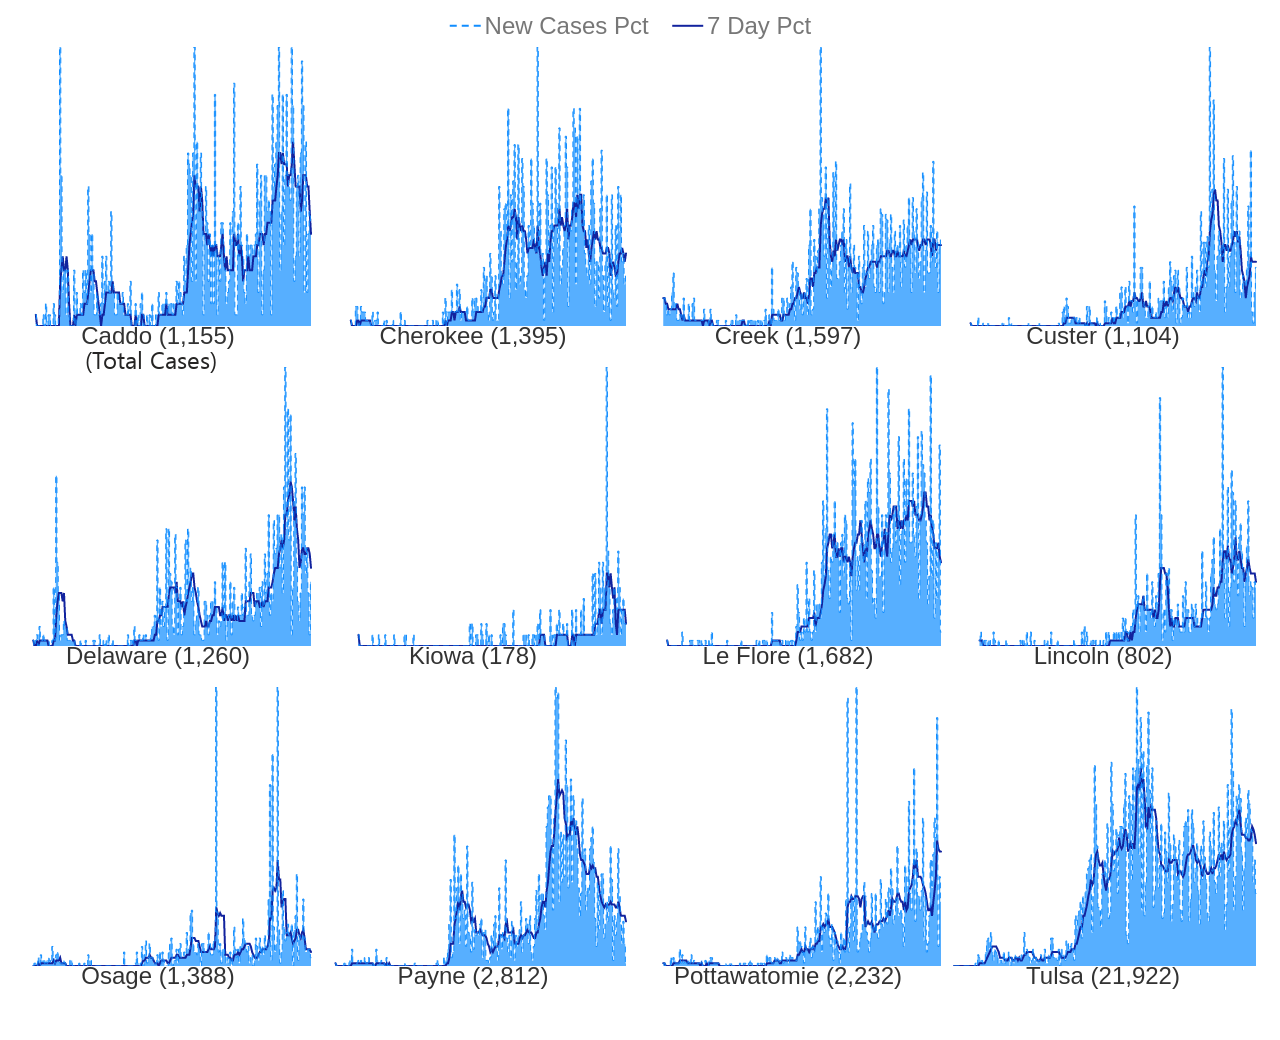 New Cases Pct 7 Day Pct
Caddo (1,155) Cherokee (1,395) Creek (1,597) Custer (1,104)
(Total Cases)
Delaware (1,260) Kiowa (178) Le Flore (1,682) Lincoln (802)
Osage (1,388) Payne (2,812) Pottawatomie (2,232) Tulsa (21,922)